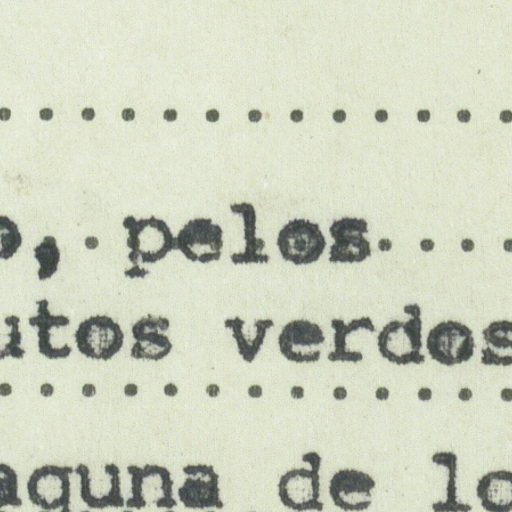 o, pelos
utos verdos
aguna de lo